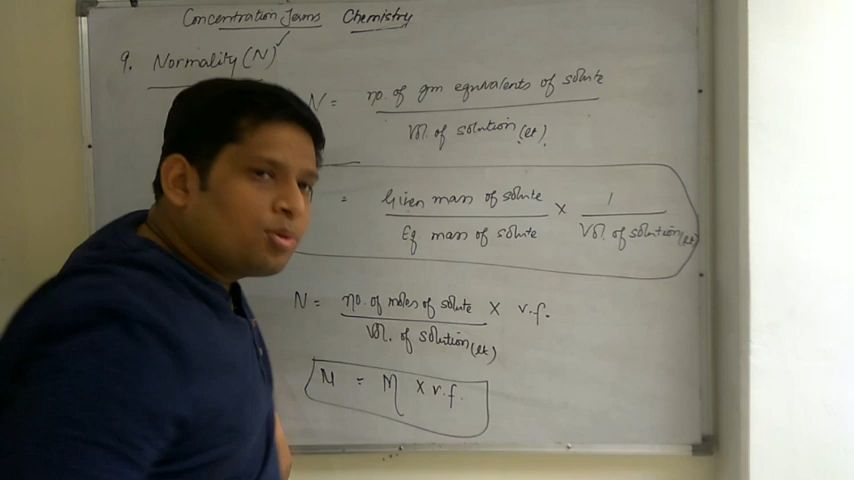 Concentration Terms Chemistry
9. Normality (N) ✓
N = no. of gm equivalents of solute
Vol. of solution (lt)
= Given mass of solute × 1
Eq mass of solute Vol. of solution (lt)
N = no. of moles of solute × v.f.
Vol. of solution (lt)
N = M × v.f.